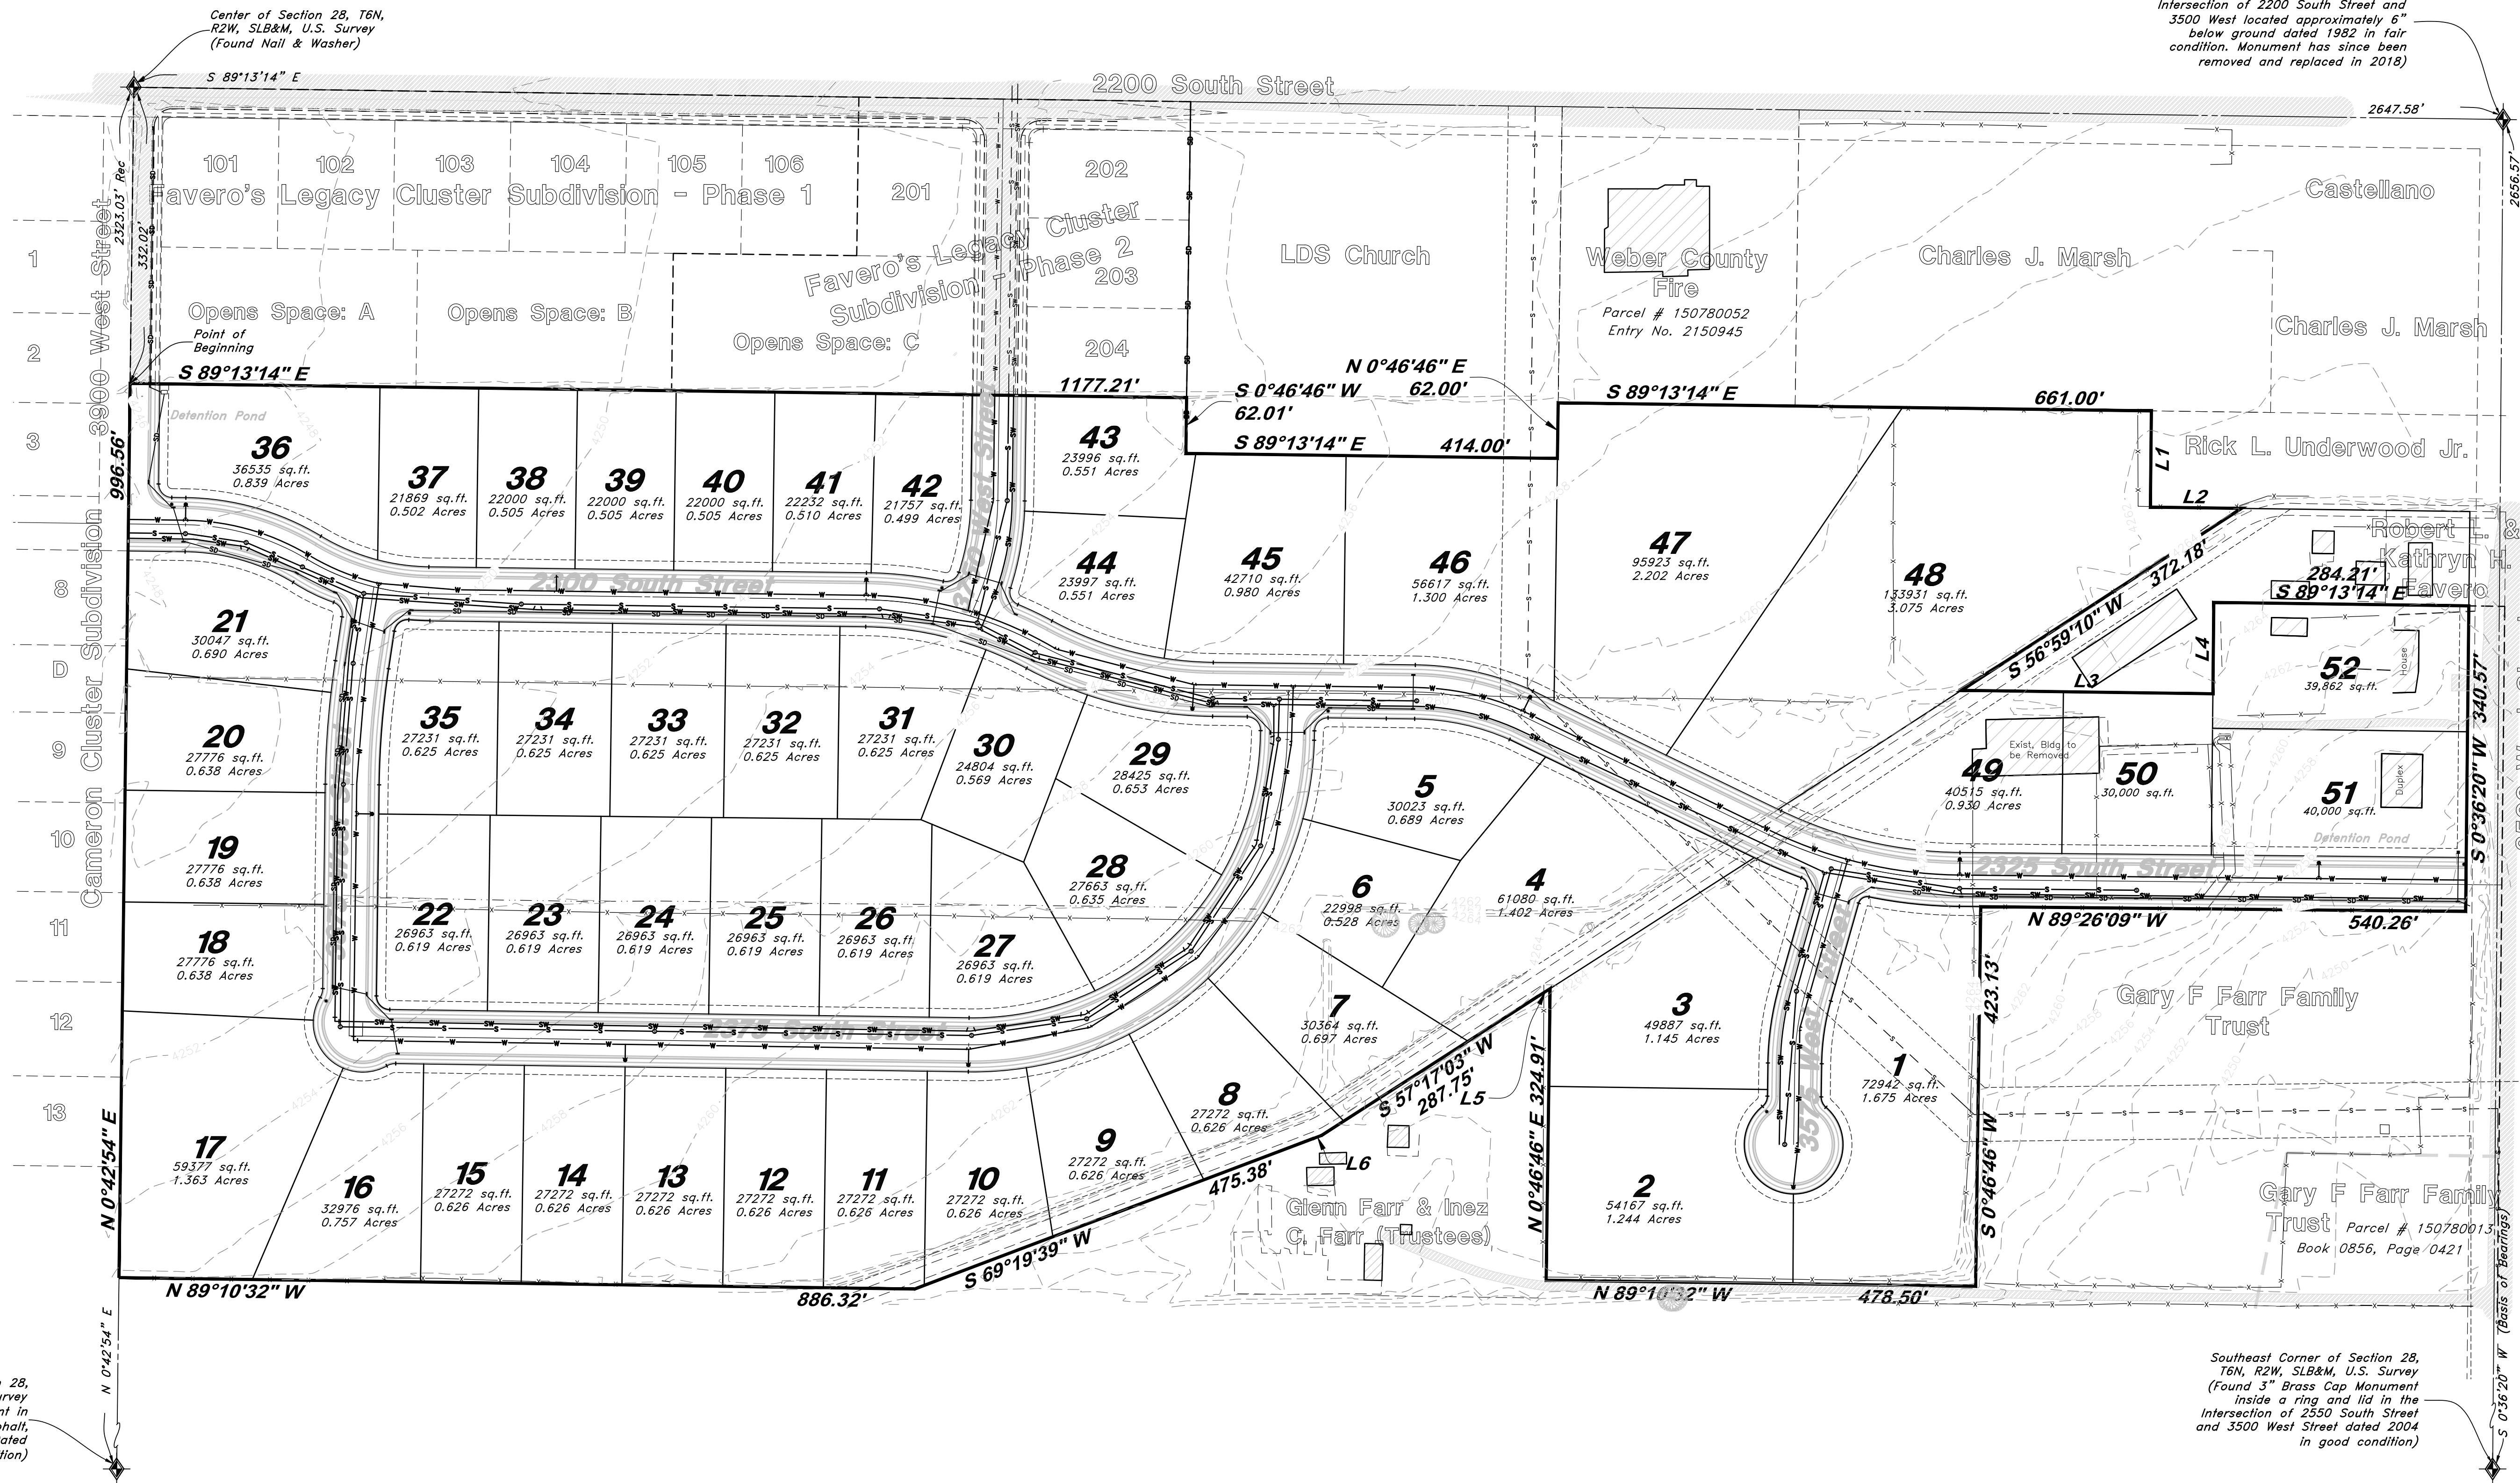 Center of Section 28, T6N,
R2W, SLB&M, U.S. Survey
(Found Nail & Washer)
Intersection of 2200 South Street and
3500 West located approximately 6”
below ground dated 1982 in fair
condition. Monument has since been
removed and replaced in 2018)
S 89°13'14” E
2200 South Street
2647.58'
2323.03' Rec
332.02'
2656.57'
3900 West Street
101
102
103
104
105
106
Favero's Legacy Cluster Subdivision - Phase 1
201
202
Favero's Legacy Cluster
Subdivision - Phase 2
203
204
LDS Church
Weber County
Fire
Parcel # 150780052
Entry No. 2150945
Castellano
Charles J. Marsh
Charles J. Marsh
Opens Space: A
Opens Space: B
Opens Space: C
Point of
Beginning
1
2
3
8
D
9
10
11
12
13
Cameron Cluster Subdivision
S 89°13'14" E
1177.21'
S 0°46'46" W
62.01'
N 0°46'46" E
62.00'
S 89°13'14" E
414.00'
S 89°13'14" E
661.00'
L1
L2
Rick L. Underwood Jr.
Robert L. &
Kathryn H.
Favero
996.56'
Detention Pond
36
36535 sq.ft.
0.839 Acres
37
21869 sq.ft.
0.502 Acres
38
22000 sq.ft.
0.505 Acres
39
22000 sq.ft.
0.505 Acres
40
22000 sq.ft.
0.505 Acres
41
22232 sq.ft.
0.510 Acres
42
21757 sq.ft.
0.499 Acres
43
23996 sq.ft.
0.551 Acres
44
23997 sq.ft.
0.551 Acres
45
42710 sq.ft.
0.980 Acres
46
56617 sq.ft.
1.300 Acres
47
95923 sq.ft.
2.202 Acres
48
133931 sq.ft.
3.075 Acres
S 56°59'10" W
372.18'
284.21'
S 89°13'14" E
L3
L4
2300 South Street
West Street
21
30047 sq.ft.
0.690 Acres
20
27776 sq.ft.
0.638 Acres
19
27776 sq.ft.
0.638 Acres
18
27776 sq.ft.
0.638 Acres
35
27231 sq.ft.
0.625 Acres
34
27231 sq.ft.
0.625 Acres
33
27231 sq.ft.
0.625 Acres
32
27231 sq.ft.
0.625 Acres
31
27231 sq.ft.
0.625 Acres
30
24804 sq.ft.
0.569 Acres
29
28425 sq.ft.
0.653 Acres
28
27663 sq.ft.
0.635 Acres
22
26963 sq.ft.
0.619 Acres
23
26963 sq.ft.
0.619 Acres
24
26963 sq.ft.
0.619 Acres
25
26963 sq.ft.
0.619 Acres
26
26963 sq.ft.
0.619 Acres
27
26963 sq.ft.
0.619 Acres
5
30023 sq.ft.
0.689 Acres
6
22998 sq.ft.
0.528 Acres
4
61080 sq.ft.
1.402 Acres
7
30364 sq.ft.
0.697 Acres
52
39,862 sq.ft.
House
49
40515 sq.ft.
0.930 Acres
Exist, Bldg to
be Removed
50
30,000 sq.ft.
51
40,000 sq.ft.
Duplex
Detention Pond
S 0°36'20" W 340.57'
2325 South Street
N 89°26'09" W
540.26'
2373 South Street
3
49887 sq.ft.
1.145 Acres
1
72942 sq.ft.
1.675 Acres
2
54167 sq.ft.
1.244 Acres
3575 West Street
423.13'
S 0°46'46" W
Gary F Farr Family
Trust
Gary F Farr Family
Trust
Parcel # 150780013
Book 0856, Page 0421
17
59377 sq.ft.
1.363 Acres
16
32976 sq.ft.
0.757 Acres
15
27272 sq.ft.
0.626 Acres
14
27272 sq.ft.
0.626 Acres
13
27272 sq.ft.
0.626 Acres
12
27272 sq.ft.
0.626 Acres
11
27272 sq.ft.
0.626 Acres
10
27272 sq.ft.
0.626 Acres
9
27272 sq.ft.
0.626 Acres
8
27272 sq.ft.
0.626 Acres
S 57°17'03" W
287.75'
L5
L6
N 0°46'46" E 324.91'
475.38'
S 69°19'39" W
Glenn Farr & Inez
C. Farr (Trustees)
N 0°42'54" E
N 89°10'32" W
886.32'
N 89°10'32" W
478.50'
N 0°42'54” E
S 0°36'20” W (Basis of Bearings)
Southeast Corner of Section 28,
T6N, R2W, SLB&M, U.S. Survey
(Found 3” Brass Cap Monument
inside a ring and lid in the
Intersection of 2550 South Street
and 3500 West Street dated 2004
in good condition)